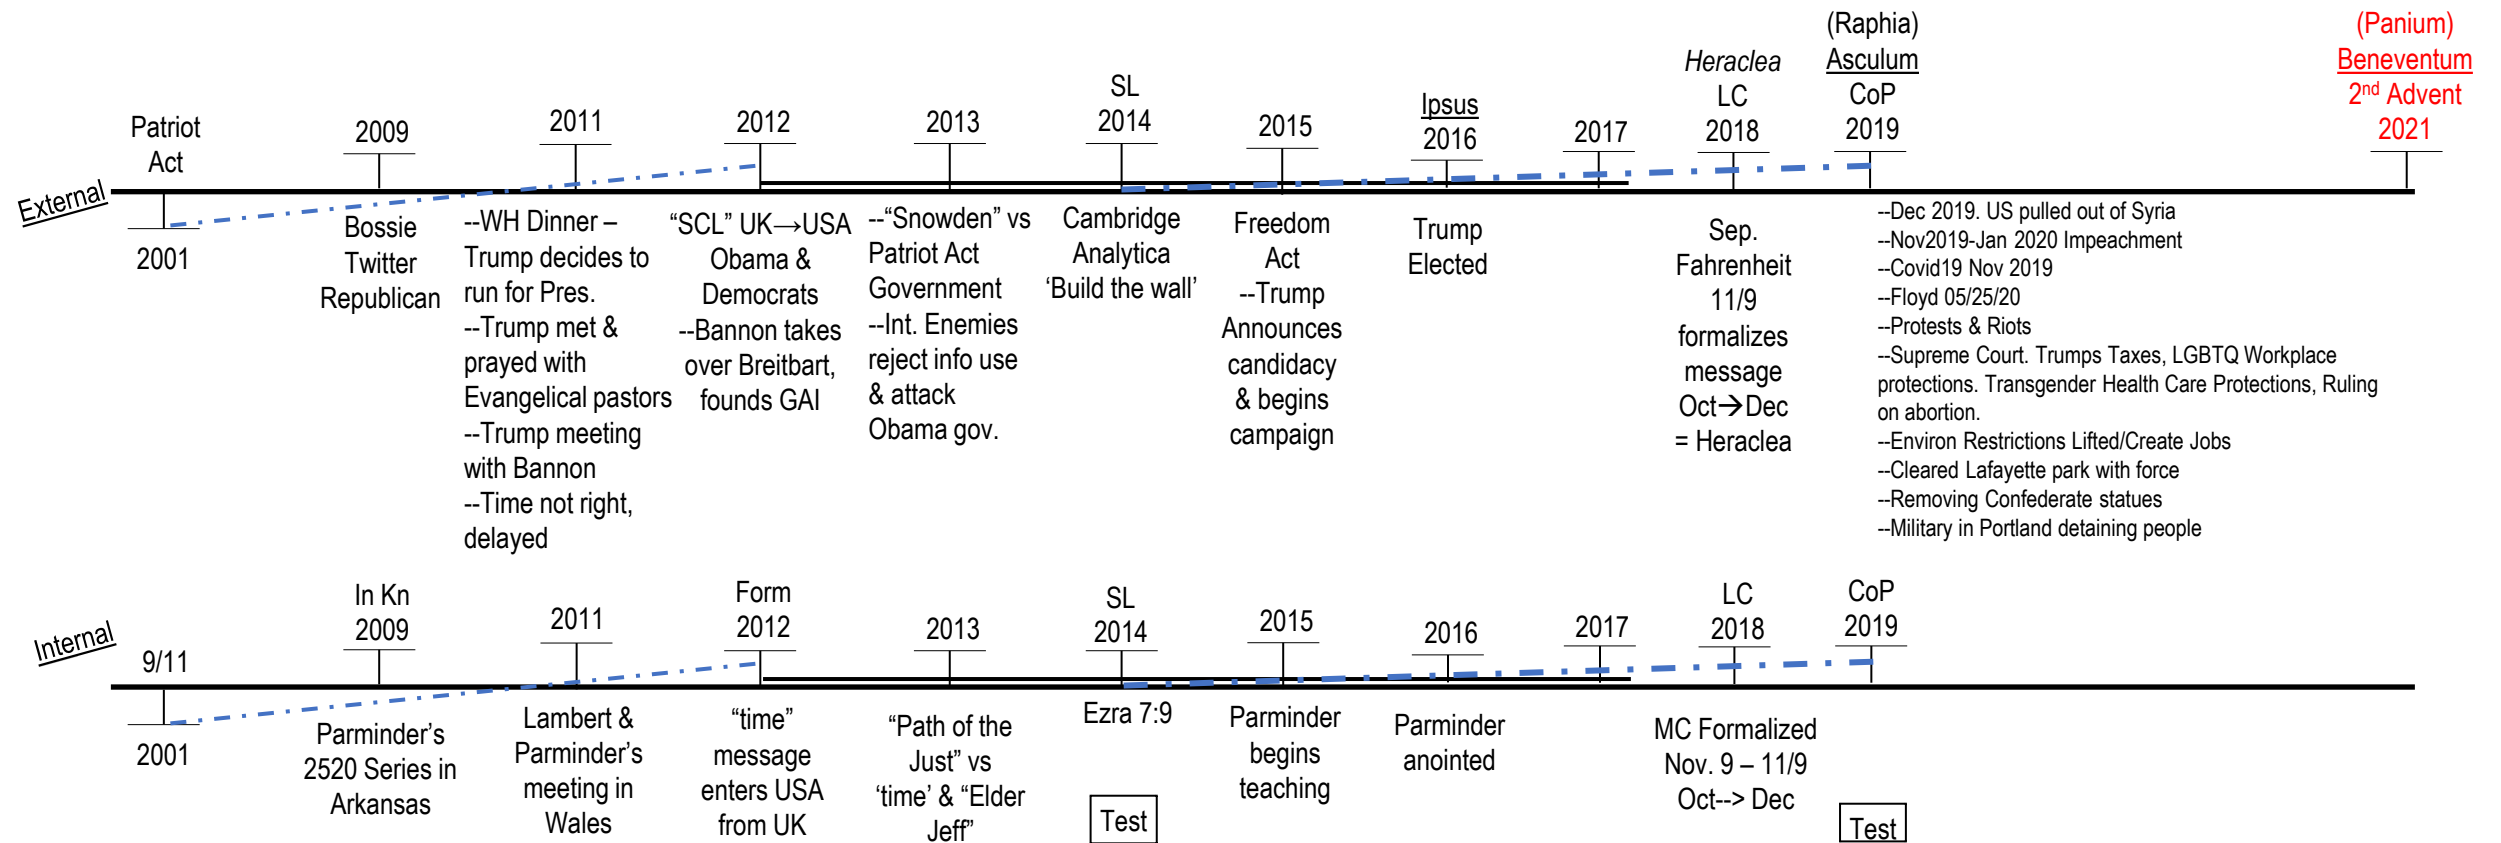 External
Patriot
Act
2001
2009
Bossie
Twitter
Republican
2011
--WH Dinner –
Trump decides to
run for Pres.
--Trump met &
prayed with
Evangelical pastors
--Trump meeting
with Bannon
--Time not right,
delayed
2012
“SCL” UK→USA
Obama &
Democrats
--Bannon takes
over Breitbart,
founds GAI
2013
--“Snowden” vs
Patriot Act
Government
--Int. Enemies
reject info use
& attack
Obama gov.
SL
2014
Cambridge
Analytica
‘Build the wall’
2015
Freedom
Act
--Trump
Announces
candidacy
& begins
campaign
Ipsus
2016
Trump
Elected
2017
Heraclea
LC
2018
Sep.
Fahrenheit
11/9
formalizes
message
Oct→Dec
= Heraclea
(Raphia)
Asculum
CoP
2019
--Dec 2019. US pulled out of Syria
--Nov2019-Jan 2020 Impeachment
--Covid19 Nov 2019
--Floyd 05/25/20
--Protests & Riots
--Supreme Court. Trumps Taxes, LGBTQ Workplace
protections. Transgender Health Care Protections, Ruling
on abortion.
--Environ Restrictions Lifted/Create Jobs
--Cleared Lafayette park with force
--Removing Confederate statues
--Military in Portland detaining people
(Panium)
Beneventum
2nd Advent
2021
Internal
9/11
2001
In Kn
2009
Parminder’s
2520 Series in
Arkansas
2011
Lambert &
Parminder’s
meeting in
Wales
Form
2012
“time”
message
enters USA
from UK
2013
“Path of the
Just” vs
‘time’ & “Elder
Jeff”
SL
2014
Ezra 7:9
Test
2015
Parminder
begins
teaching
2016
Parminder
anointed
2017
LC
2018
MC Formalized
Nov. 9 – 11/9
Oct--> Dec
CoP
2019
Test